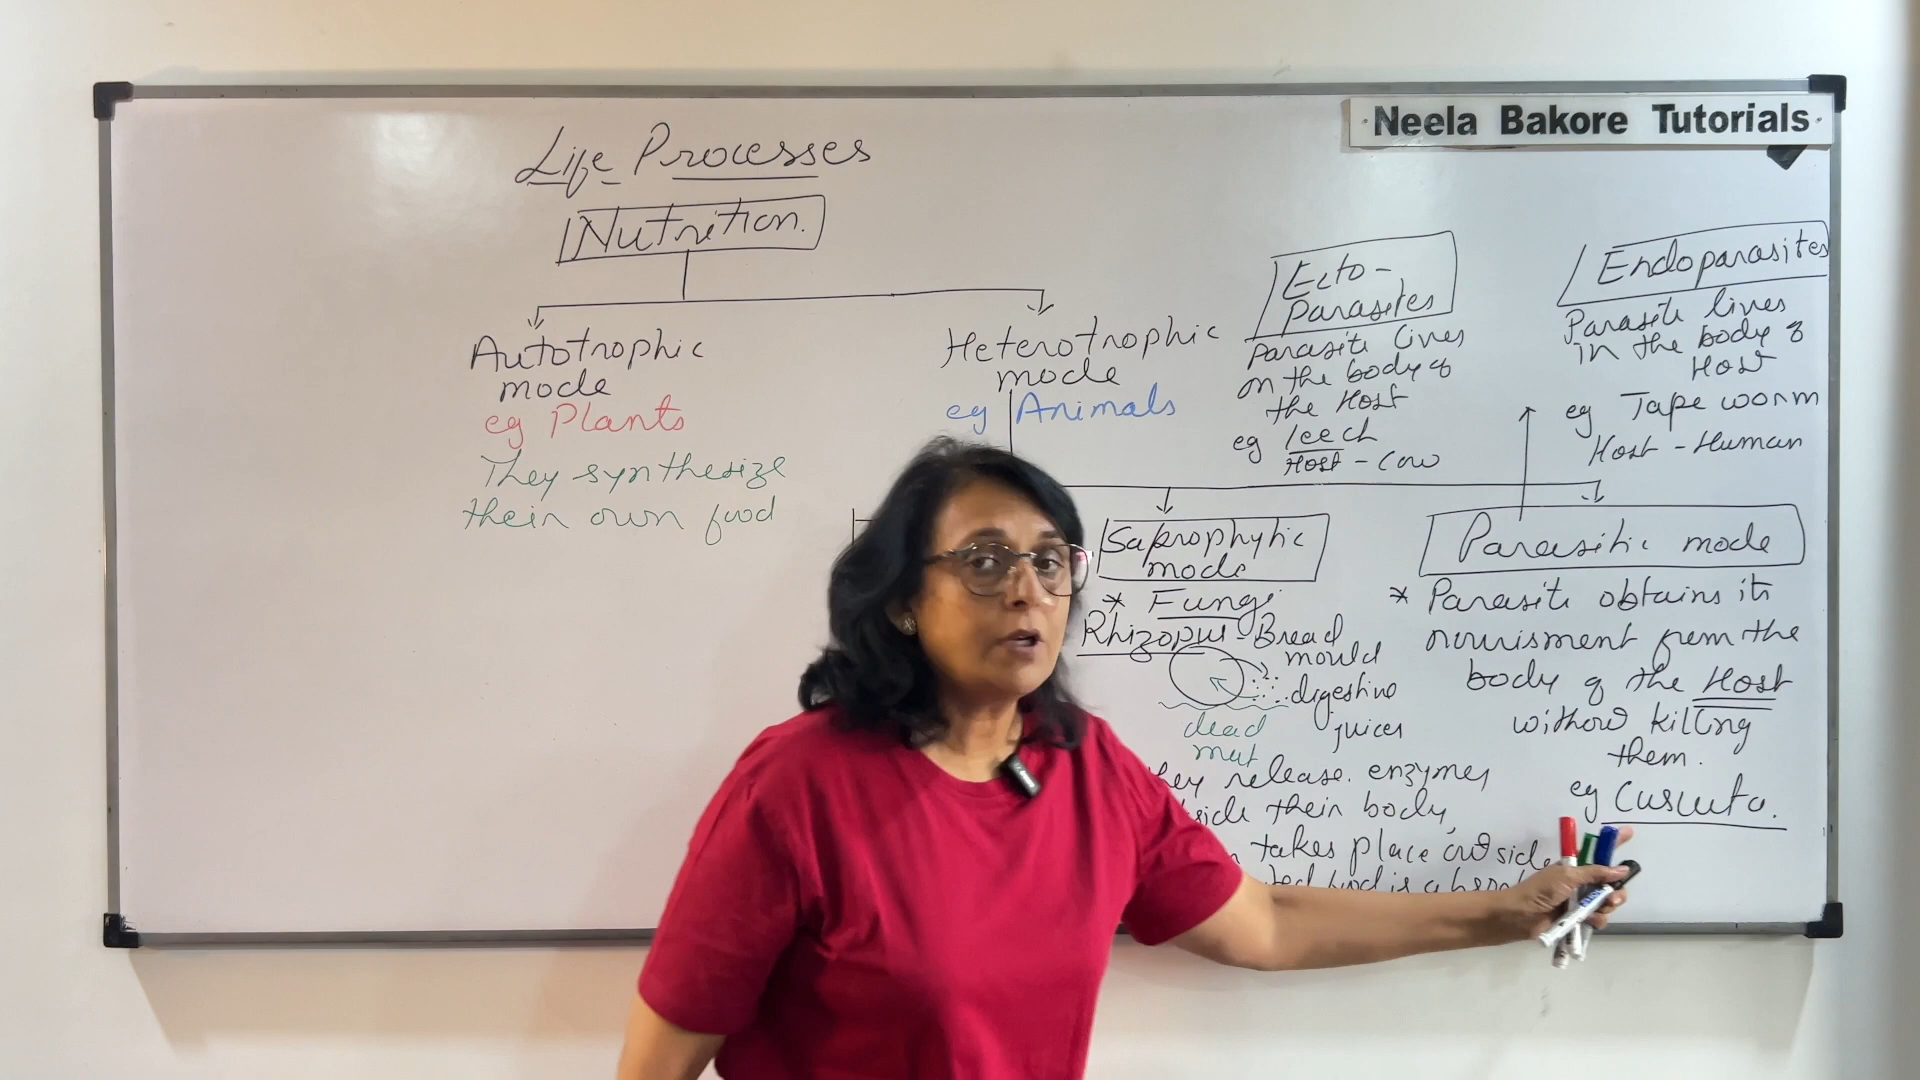 Neela Bakore Tutorials
Life Processes
Nutrition.
Autotrophic
mode
eg Plants
They synthesize
their own food
Heterotrophic
mode
eg Animals
Ecto-
Parasites
Parasite lives
on the body of
the Host
eg leech
Host - Cow
Endoparasites
Parasite lives
in the body of
Host
eg Tape worm
Host - Human
Saprophytic
mode
* Fungi
Rhizopus - Bread
mould
digestive
juices
dead
release enzymes
their body,
takes place outside
food is
Parasitic mode
* Parasite obtains its
nourisment from the
body of the Host
without killing
them.
eg Cuscuta.